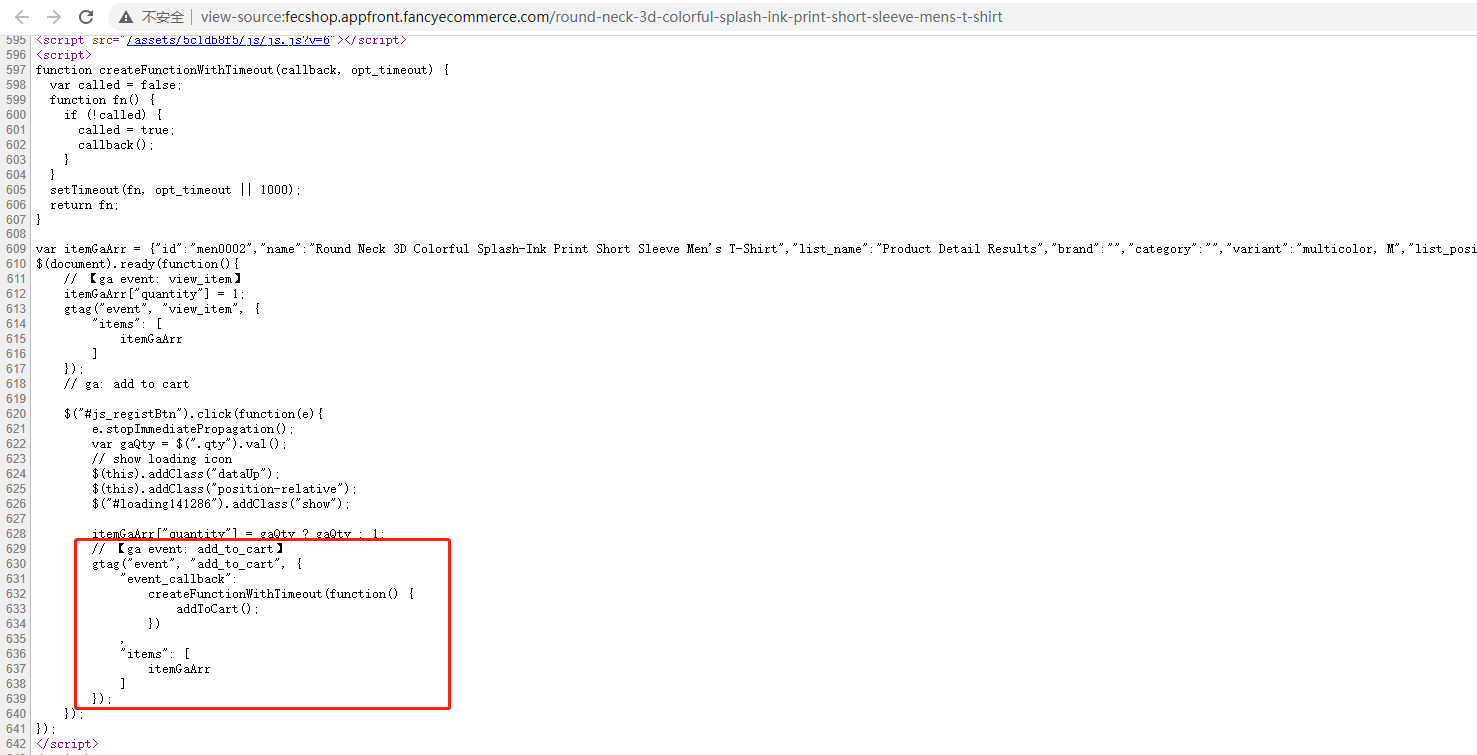 不安全 | view-source:fecshop.appfront.fancyecommerce.com/round-neck-3d-colorful-splash-ink-print-short-sleeve-mens-t-shirt
595 <script src="/assets/5c1db8f5/js/js.js?v=6"></script>
596 <script>
597 function createFunctionWithTimeout(callback, opt_timeout) {
598   var called = false;
599   function fn() {
600     if (!called) {
601       called = true;
602       callback();
603     }
604   }
605   setTimeout(fn, opt_timeout || 1000);
606   return fn;
607 }
608
609 var itemGaArr = {"id":"men0002","name":"Round Neck 3D Colorful Splash-Ink Print Short Sleeve Men's T-Shirt","list_name":"Product Detail Results","brand":"","category":"","variant":"multicolor, M","list_posi
610 $(document).ready(function(){
611     // 【ga event: view_item】
612     itemGaArr["quantity"] = 1;
613     gtag("event", "view_item", {
614         "items": [
615             itemGaArr
616         ]
617     });
618     // ga: add to cart
619
620     $("#js_registBtn").click(function(e){
621         e.stopImmediatePropagation();
622         var gaQty = $(".qty").val();
623         // show loading icon
624         $(this).addClass("dataUp");
625         $(this).addClass("position-relative");
626         $("#loading141286").addClass("show");
627
628         itemGaArr["quantity"] = gaQty ? gaQty : 1;
629         // 【ga event: add_to_cart】
630         gtag("event", "add_to_cart", {
631             "event_callback":
632                 createFunctionWithTimeout(function() {
633                     addToCart();
634                 })
635             ,
636             "items": [
637                 itemGaArr
638             ]
639         });
640     });
641 });
642 </script>